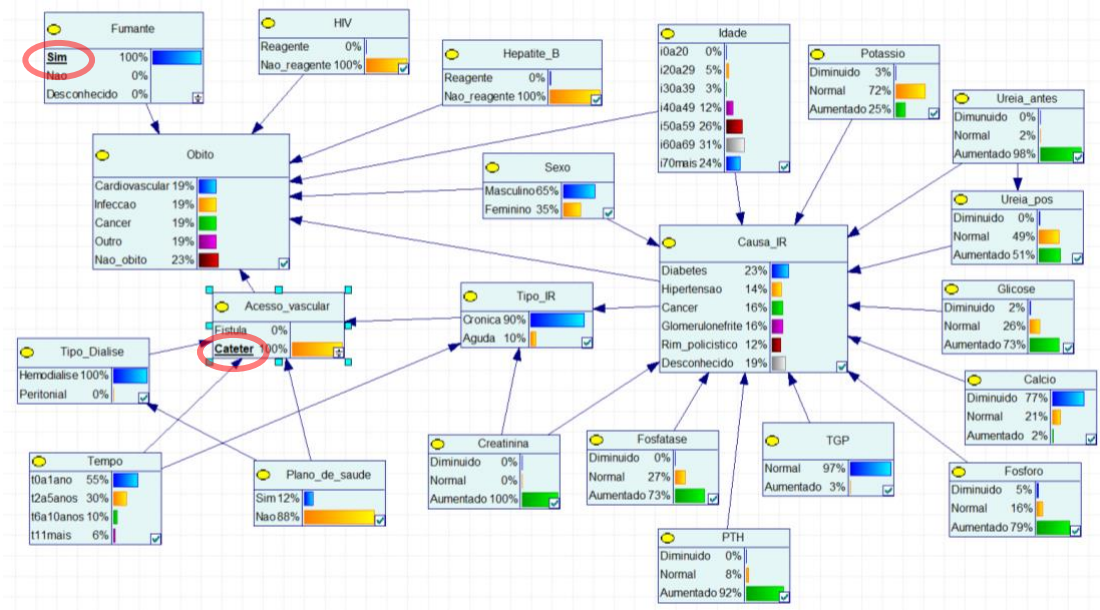 Fumante
Sim 100%
Nao 0%
Desconhecido 0%
HIV
Reagente 0%
Nao_reagente 100%
Hepatite_B
Reagente 0%
Nao_reagente 100%
Idade
i0a20 0%
i20a29 5%
i30a39 3%
i40a49 12%
i50a59 26%
i60a69 31%
i70mais 24%
Potassio
Diminuido 3%
Normal 72%
Aumentado 25%
Ureia_antes
Dimunuido 0%
Normal 2%
Aumentado 98%
Obito
Cardiovascular 19%
Infeccao 19%
Cancer 19%
Outro 19%
Nao_obito 23%
Sexo
Masculino 65%
Feminino 35%
Ureia_pos
Diminuido 0%
Normal 49%
Aumentado 51%
Causa_IR
Diabetes 23%
Hipertensao 14%
Cancer 16%
Glomerulonefrite 16%
Rim_policistico 12%
Desconhecido 19%
Glicose
Diminuido 2%
Normal 26%
Aumentado 73%
Acesso_vascular
Fistula 0%
Cateter 100%
Tipo_IR
Cronica 90%
Aguda 10%
Tipo_Dialise
Hemodialise 100%
Peritonial 0%
Calcio
Diminuido 77%
Normal 21%
Aumentado 2%
Tempo
t0a1ano 55%
t2a5anos 30%
t6a10anos 10%
t11mais 6%
Plano_de_saude
Sim 12%
Nao 88%
Creatinina
Diminuido 0%
Normal 0%
Aumentado 100%
Fosfatase
Diminuido 0%
Normal 27%
Aumentado 73%
TGP
Normal 97%
Aumentado 3%
Fosforo
Diminuido 5%
Normal 16%
Aumentado 79%
PTH
Diminuido 0%
Normal 8%
Aumentado 92%